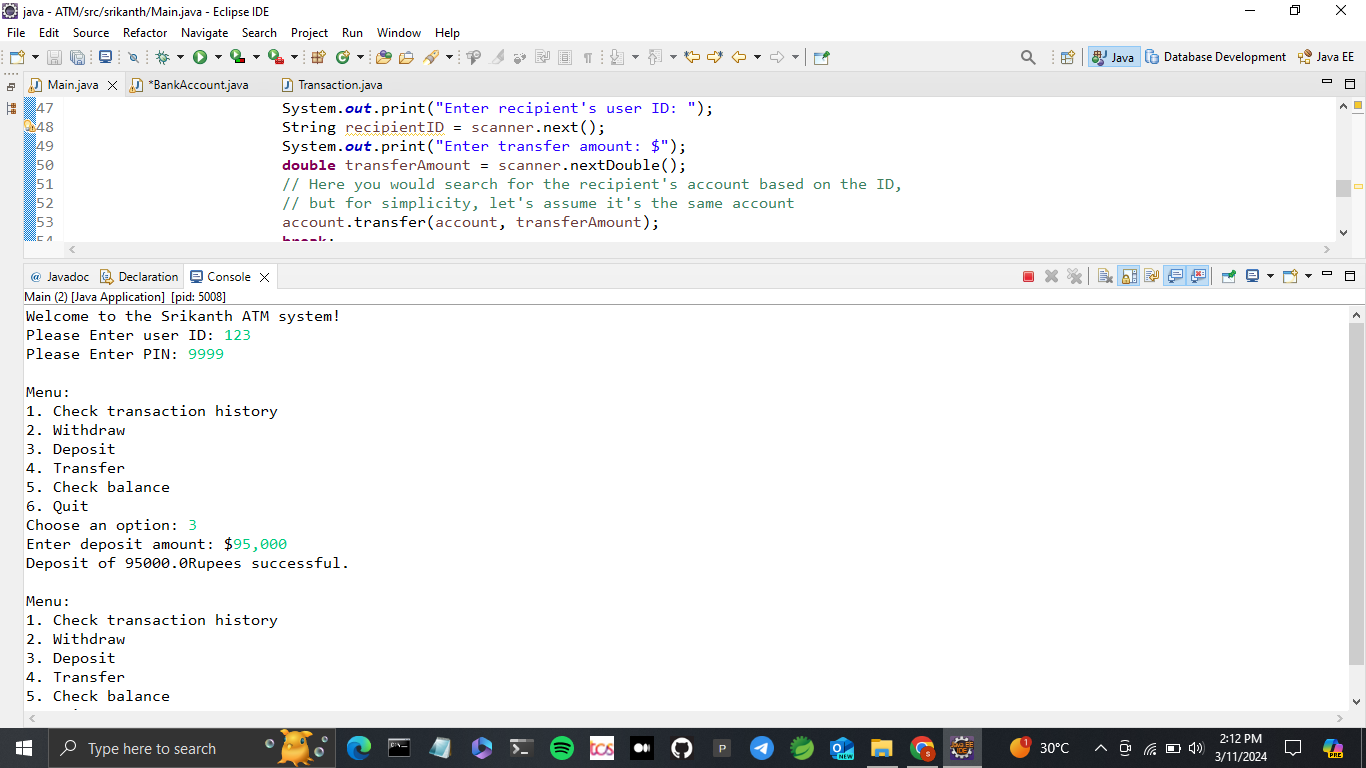 java - ATM/src/srikanth/Main.java - Eclipse IDE
File Edit Source Refactor Navigate Search Project Run Window Help
Java Database Development Java EE
Main.java *BankAccount.java Transaction.java
47 System.out.print("Enter recipient's user ID: ");
48 String recipientID = scanner.next();
49 System.out.print("Enter transfer amount: $");
50 double transferAmount = scanner.nextDouble();
51 // Here you would search for the recipient's account based on the ID,
52 // but for simplicity, let's assume it's the same account
53 account.transfer(account, transferAmount);
54 break;
@ Javadoc Declaration Console
Main (2) [Java Application] [pid: 5008]
Welcome to the Srikanth ATM system!
Please Enter user ID: 123
Please Enter PIN: 9999
Menu:
1. Check transaction history
2. Withdraw
3. Deposit
4. Transfer
5. Check balance
6. Quit
Choose an option: 3
Enter deposit amount: $95,000
Deposit of 95000.0Rupees successful.
Menu:
1. Check transaction history
2. Withdraw
3. Deposit
4. Transfer
5. Check balance
Type here to search
tcs
P
NEW
S
1
30°C
2:12 PM
3/11/2024
PRE